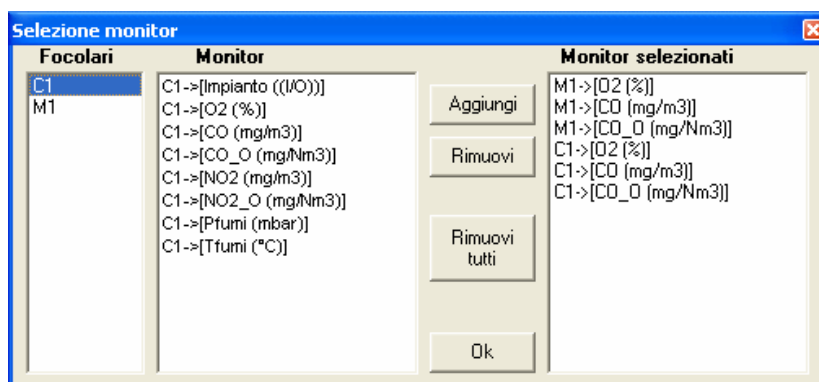 Selezione monitor
Focolari
C1
M1
Monitor
C1->[Impianto ((I/O))]
C1->[O2 (%)]
C1->[CO (mg/m3)]
C1->[CO_O (mg/Nm3)]
C1->[NO2 (mg/m3)]
C1->[NO2_O (mg/Nm3)]
C1->[Pfumi (mbar)]
C1->[Tfumi (°C)]
Aggiungi
Rimuovi
Rimuovi
tutti
Ok
Monitor selezionati
M1->[O2 (%)]
M1->[CO (mg/m3)]
M1->[CO_O (mg/Nm3)]
C1->[O2 (%)]
C1->[CO (mg/m3)]
C1->[CO_O (mg/Nm3)]